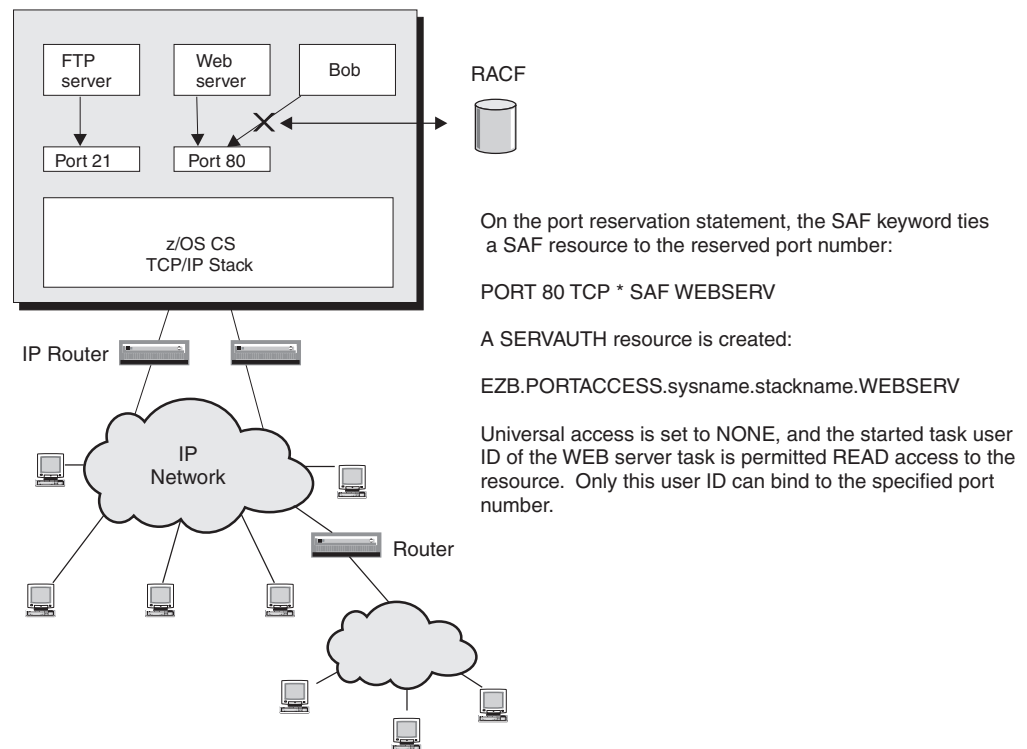 FTP
server
Web
server
Bob
RACF
Port 21
Port 80
z/OS CS
TCP/IP Stack
On the port reservation statement, the SAF keyword ties
a SAF resource to the reserved port number:
PORT 80 TCP * SAF WEBSERV
A SERVAUTH resource is created:
EZB.PORTACCESS.sysname.stackname.WEBSERV
Universal access is set to NONE, and the started task user
ID of the WEB server task is permitted READ access to the
resource. Only this user ID can bind to the specified port
number.
IP Router
IP
Network
Router